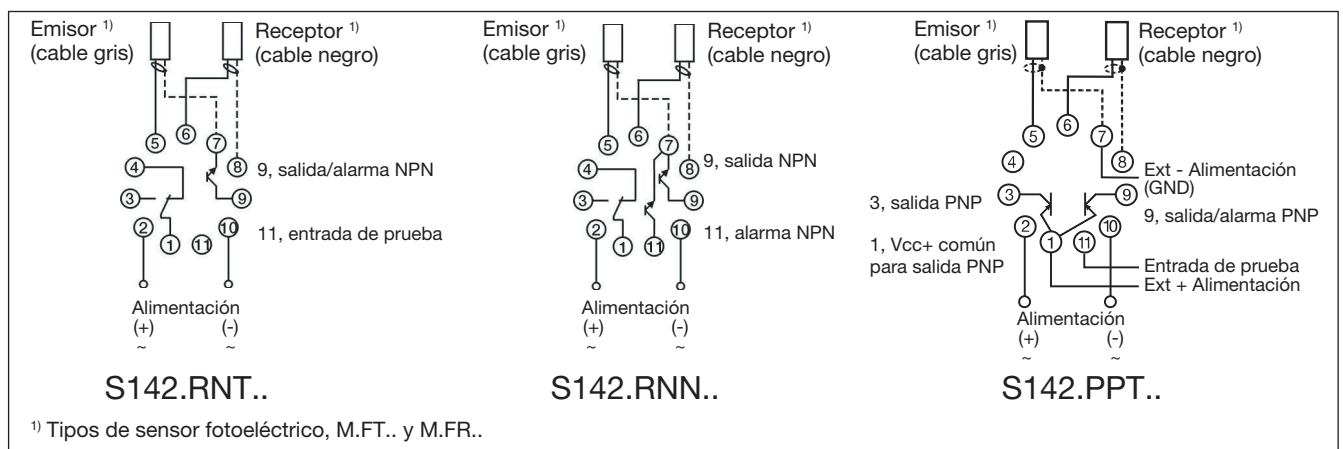 Emisor 1)
(cable gris)
Receptor 1)
(cable negro)
5
6
7
4
8
9, salida/alarma NPN
3
9
2
1
11
10
11, entrada de prueba
Alimentación
(+) (-)
~ ~
S142.RNT..
Emisor 1)
(cable gris)
Receptor 1)
(cable negro)
5
6
7
4
8
9, salida NPN
3
9
2
1
11
10
11, alarma NPN
Alimentación
(+) (-)
~ ~
S142.RNN..
Emisor 1)
(cable gris)
Receptor 1)
(cable negro)
5
6
7
4
8
Ext - Alimentación
(GND)
3
9
3, salida PNP
9, salida/alarma PNP
2
1
11
10
1, Vcc+ común
para salida PNP
Entrada de prueba
Ext + Alimentación
Alimentación
(+) (-)
~ ~
S142.PPT..
1) Tipos de sensor fotoeléctrico, M.FT.. y M.FR..